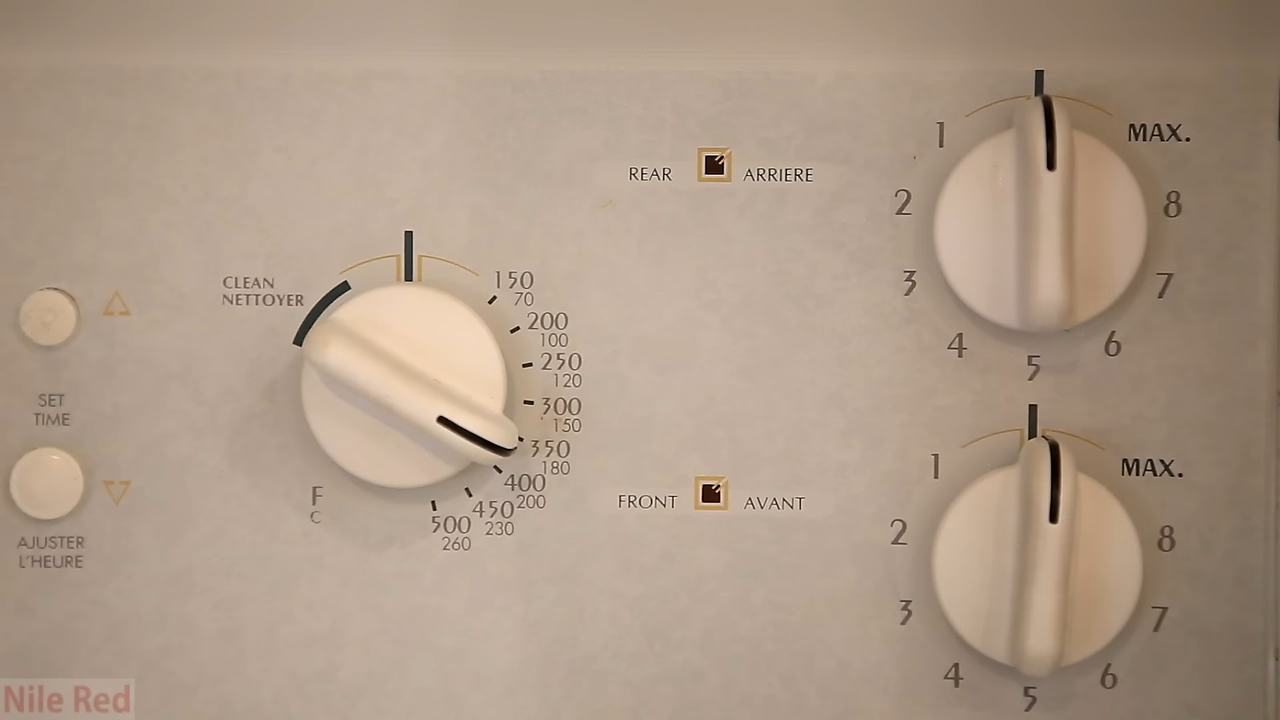 SET
TIME
AJUSTER
L'HEURE
CLEAN
NETTOYER
150
70
200
100
250
120
300
150
350
180
400
200
450
230
500
260
F
C
REAR ARRIERE
FRONT AVANT
1
2
3
4
5
6
7
8
MAX.
1
2
3
4
5
6
7
8
MAX.
Nile Red